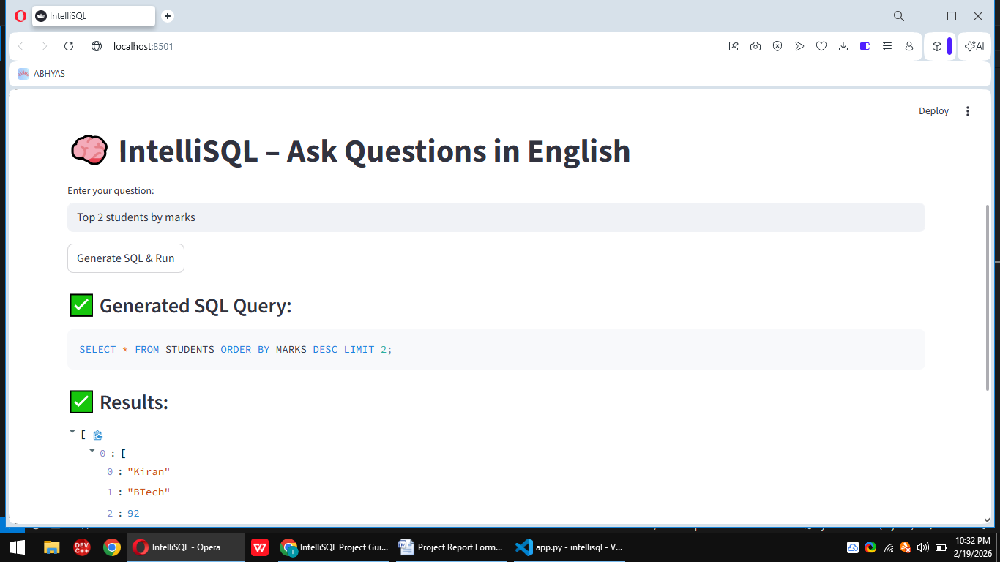 IntelliSQL
localhost:8501
AI
ABHYAS
Deploy
IntelliSQL – Ask Questions in English
Enter your question:
Top 2 students by marks
Generate SQL & Run
Generated SQL Query:
SELECT * FROM STUDENTS ORDER BY MARKS DESC LIMIT 2;
Results:
[
0 : [
0 : "Kiran"
1 : "BTech"
2 : 92
DEV C++
IntelliSQL - Opera
IntelliSQL Project Gui...
Project Report Form...
app.py - intellisql - V...
10:32 PM
2/19/2026